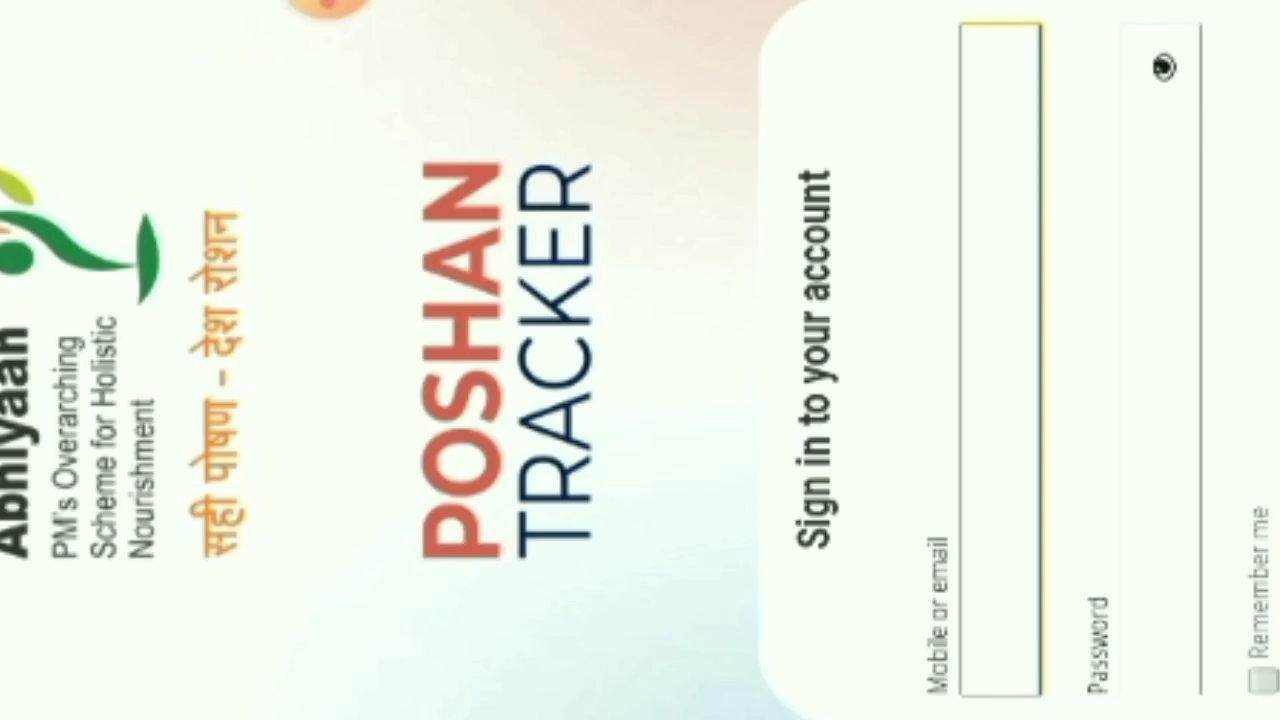 Abhiyaan
PM's Overarching
Scheme for Holistic
Nourishment
सही पोषण - देश रोशन
POSHAN
TRACKER
Sign in to your account
Mobile or email
Password
Remember me